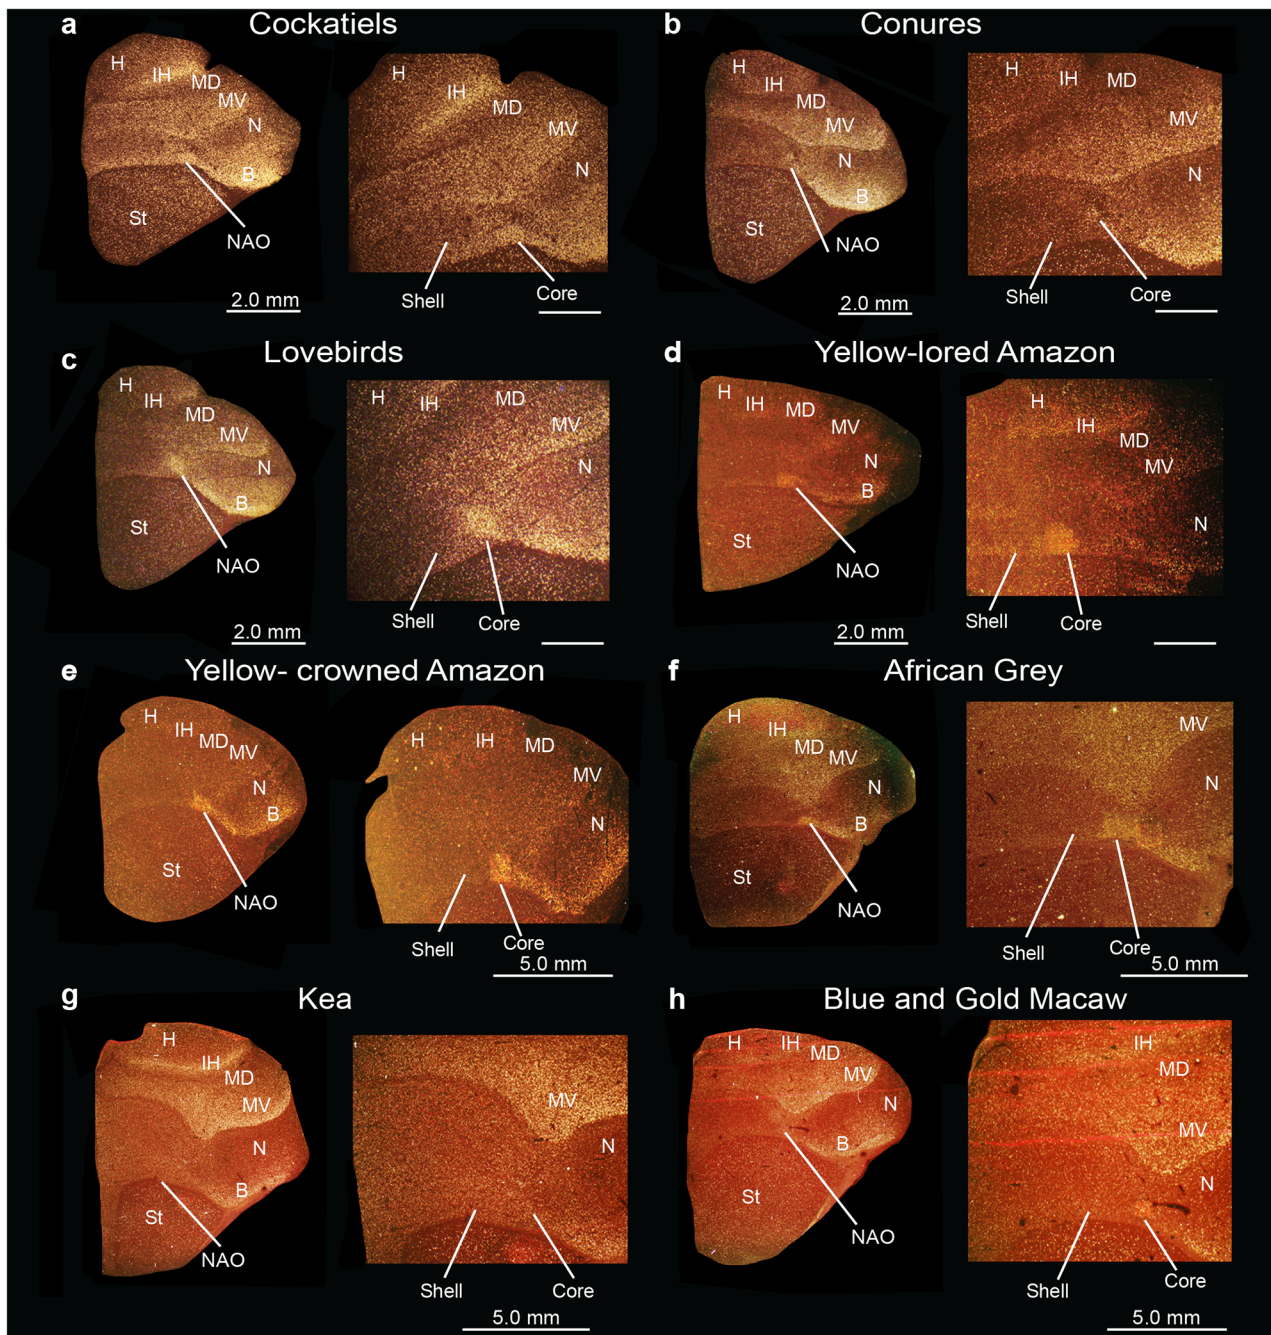 a Cockatiels
H
IH
MD
MV
N
B
St
NAO
2.0 mm
H
IH
MD
MV
N
Shell
Core
b Conures
H
IH
MD
MV
N
B
St
NAO
2.0 mm
H
IH
MD
MV
N
Shell
Core
c Lovebirds
H
IH
MD
MV
N
B
St
NAO
2.0 mm
H
IH
MD
MV
N
Shell
Core
d Yellow-lored Amazon
H
IH
MD
MV
N
B
St
NAO
2.0 mm
H
IH
MD
MV
N
Shell
Core
e Yellow- crowned Amazon
H
IH
MD
MV
N
B
St
NAO
H
IH
MD
MV
N
Shell
Core
5.0 mm
f African Grey
H
IH
MD
MV
N
B
St
NAO
MV
N
Shell
Core
5.0 mm
g Kea
H
IH
MD
MV
N
B
St
NAO
MV
N
Shell
Core
5.0 mm
h Blue and Gold Macaw
H
IH
MD
MV
N
B
St
NAO
IH
MD
MV
N
Shell
Core
5.0 mm